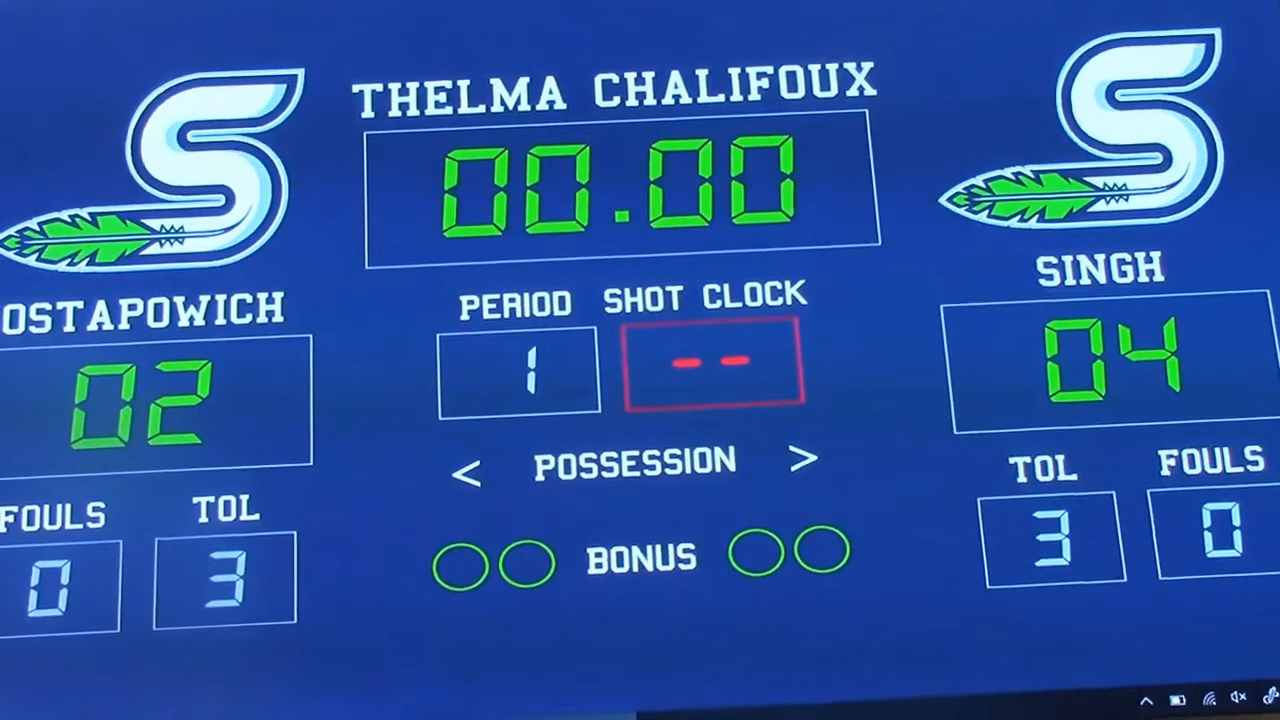 THELMA CHALIFOUX
00.00
OSTAPOWICH
02
PERIOD
1
SHOT CLOCK
--
SINGH
04
< POSSESSION >
FOULS
0
TOL
3
BONUS
TOL
3
FOULS
0